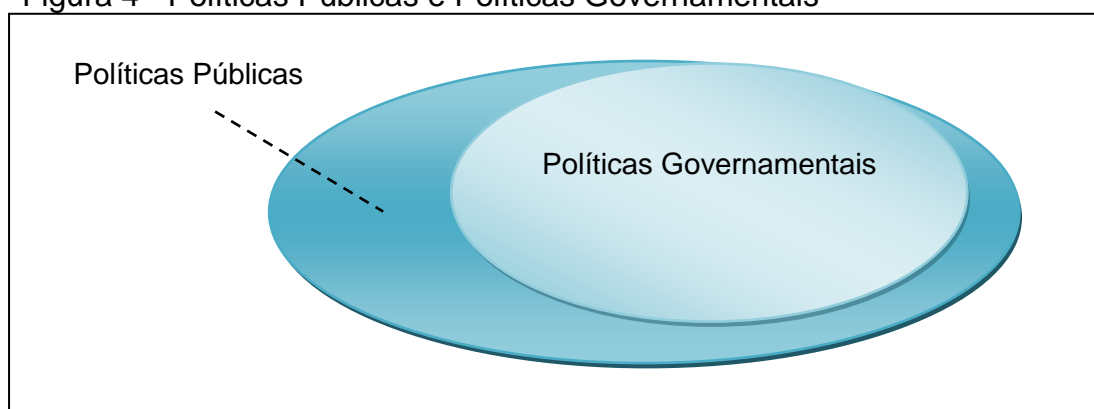 Figura 4 - Políticas Públicas e Políticas Governamentais
Políticas Públicas
Políticas Governamentais